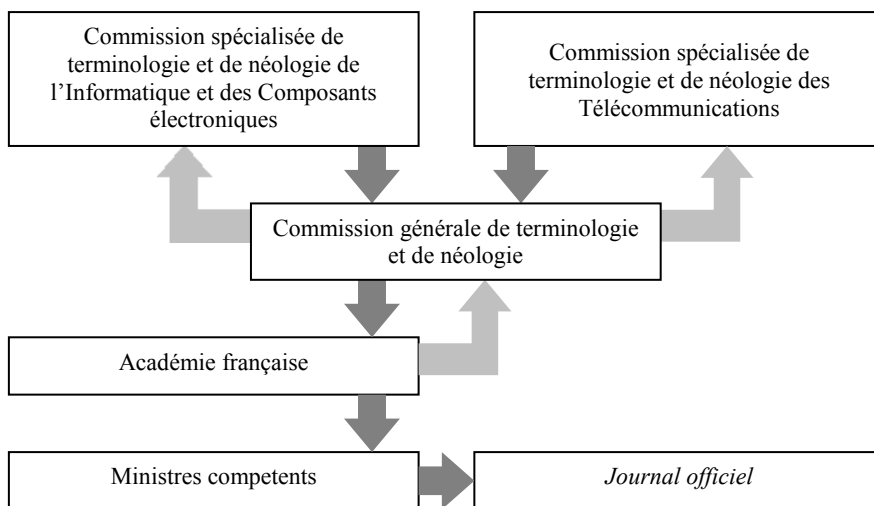 Commission spécialisée de
terminologie et de néologie de
l’Informatique et des Composants
électroniques
Commission spécialisée de
terminologie et de néologie des
Télécommunications
Commission générale de terminologie
et de néologie
Académie française
Ministres competents
Journal officiel